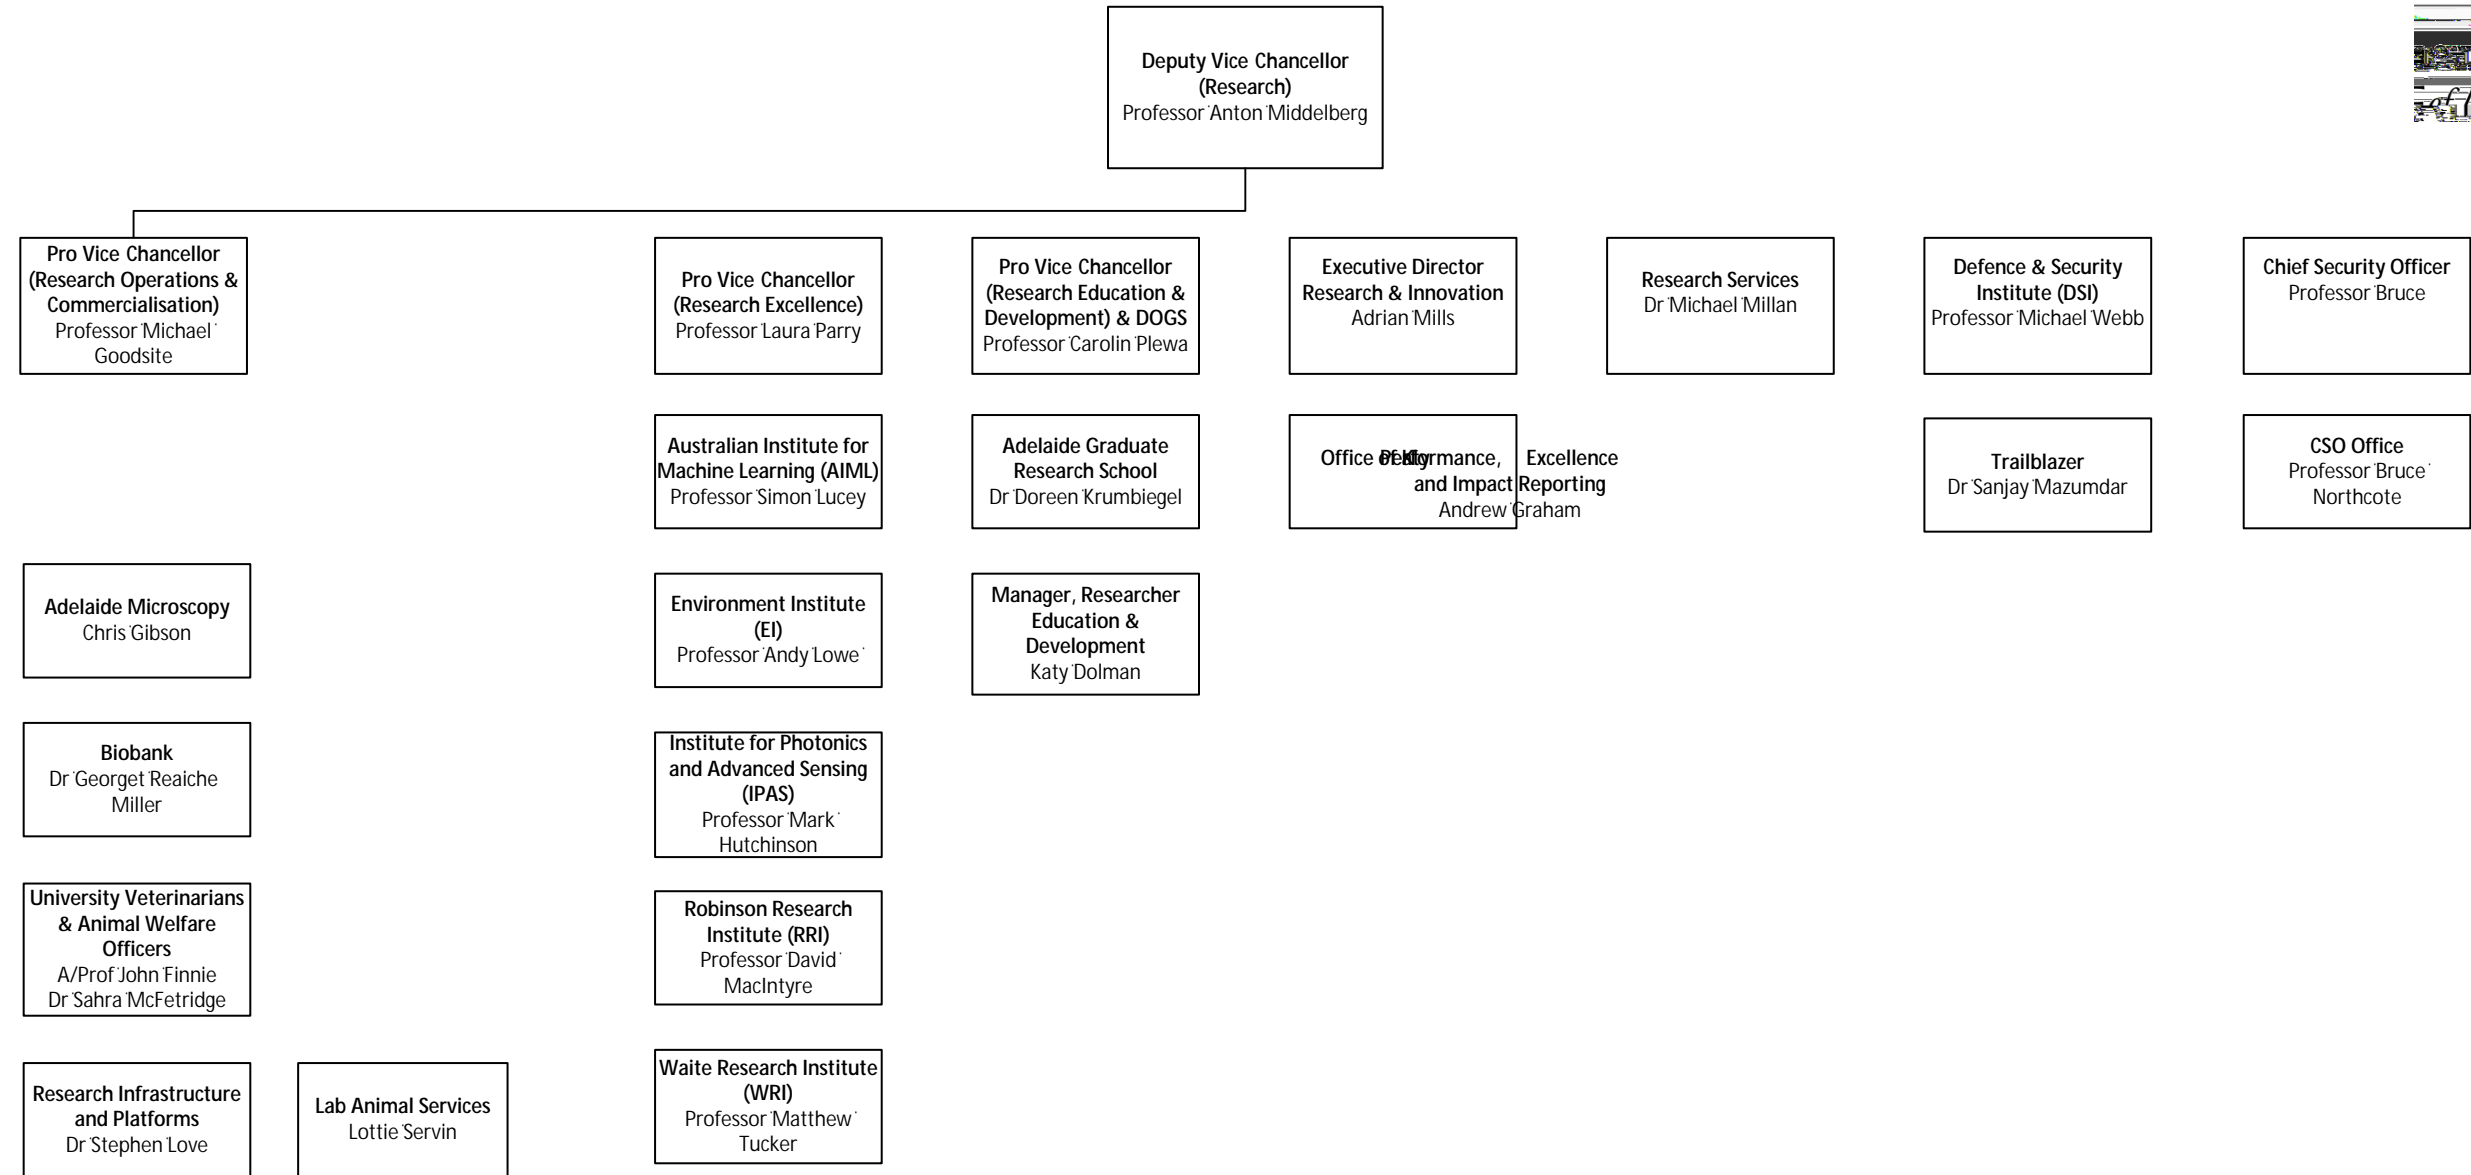 Deputy Vice Chancellor
(Research)
Professor Anton Middelberg
Pro Vice Chancellor
(Research Operations &
Commercialisation)
Professor Michael
Goodsite
Pro Vice Chancellor
(Research Excellence)
Professor Laura Parry
Pro Vice Chancellor
(Research Education &
Development) & DOGS
Professor Carolin Plewa
Executive Director
Research & Innovation
Adrian Mills
Research Services
Dr Michael Millan
Defence & Security
Institute (DSI)
Professor Michael Webb
Chief Security Officer
Professor Bruce
Australian Institute for
Machine Learning (AIML)
Professor Simon Lucey
Adelaide Graduate
Research School
Dr Doreen Krumbiegel
Office Excellence
and Impact Reporting
Andrew Graham
Trailblazer
Dr Sanjay Mazumdar
CSO Office
Professor Bruce
Northcote
Adelaide Microscopy
Chris Gibson
Environment Institute
(EI)
Professor Andy Lowe
Manager, Researcher
Education &
Development
Katy Dolman
Biobank
Dr Georget Reaiche
Miller
Institute for Photonics
and Advanced Sensing
(IPAS)
Professor Mark
Hutchinson
University Veterinarians
& Animal Welfare
Officers
A/Prof John Finnie
Dr Sahra McFetridge
Robinson Research
Institute (RRI)
Professor David
MacIntyre
Research Infrastructure
and Platforms
Dr Stephen Love
Lab Animal Services
Lottie Servin
Waite Research Institute
(WRI)
Professor Matthew
Tucker